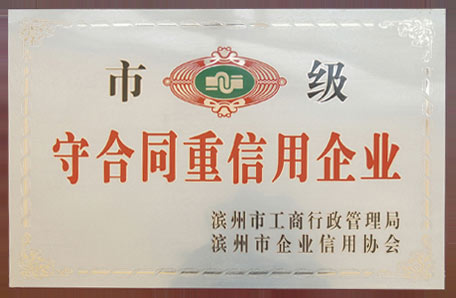 市 级
守合同重信用企业
滨州市工商行政管理局
滨州市企业信用协会